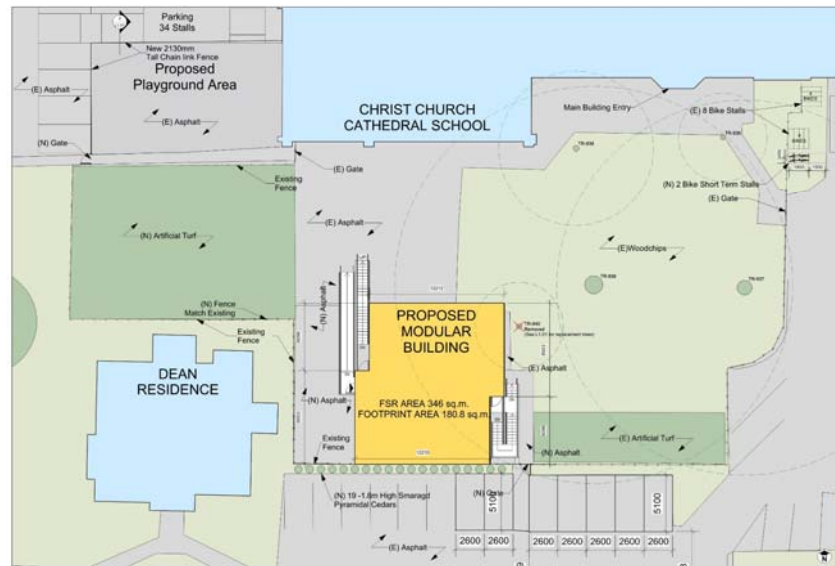 Parking
34 Stalls
New 2130mm
Tall Chain link Fence
Proposed
Playground Area
(E) Asphalt
(E) Asphalt
(N) Gate
CHRIST CHURCH
CATHEDRAL SCHOOL
Main Building Entry
(E) 8 Bike Stalls
(N) 2 Bike Short Term Stalls
(E) Gate
(E) Gate
Existing
Fence
(N) Artificial Turf
(E) Asphalt
(E)Woodchips
(N) Fence
Match Existing
Existing
Fence
(N) Asphalt
PROPOSED
MODULAR
BUILDING
Removed
(E) Asphalt
DEAN
RESIDENCE
(N) Asphalt
FSR AREA 346 sq.m.
FOOTPRINT AREA 180.8 sq.m.
(E) Artificial Turf
Existing
Fence
(N) Asphalt
(N) 19 -1.8m High Smaragd
Pyramidal Cedars
(N) Gate
5100
5100
2600
2600
2600
2600
2600
2600
2600
(E) Asphalt
N